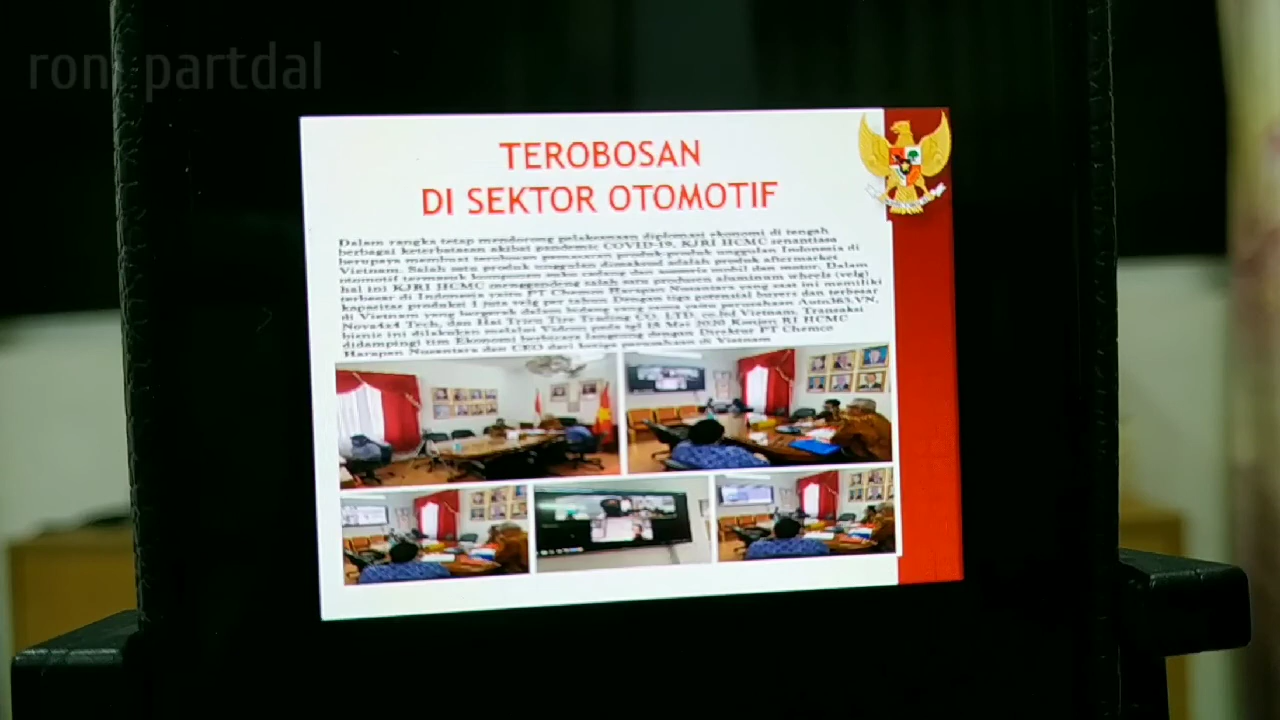 roni partdal
TEROBOSAN
DI SEKTOR OTOMOTIF
Dalam rangka tetap mendorong pelaksanaan diplomasi ekonomi di tengah
berbagai keterbatasan akibat pandemic COVID-19, KJRI HCMC senantiasa
berupaya membuat terobosan pemasaran produk-produk unggulan Indonesia di
Vietnam. Salah satu produk unggulan dimaksud adalah produk aftermarket
otomotif termasuk komponen suku cadang dan asesoris mobil dan motor. Dalam
hal ini KJRI HCMC menggandeng salah satu produsen aluminum wheels (velg)
terbesar di Indonesia yaitu PT Chemco Harapan Nusantara yang saat ini memiliki
kapasitas produksi 1 juta velg per tahun Dengan tiga potensial buyers dan terbesar
di Vietnam yang bergerak dalam bidang yang sama dan perusahaan Auto365.VN,
Nova4x4 Tech, dan Hai Trieu Tire Trading CO. LTD. co.ltd Vietnam. Transaksi
bisnis ini dilakukan melalui Vidcon pada tgl 18 Mei 2020 Konjen RI HCMC
didampingi tim Ekonomi berbicara langsung dengan Direktur PT Chemco
Harapan Nusantara dan CEO dari ketiga perusahaan di Vietnam